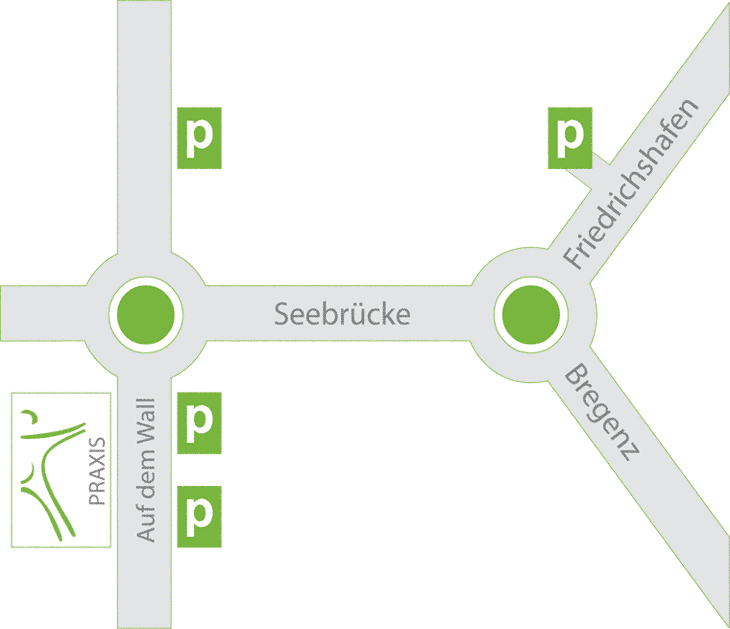 p
p
Friedrichshafen
Seebrücke
Bregenz
PRAXIS
Auf dem Wall
p
p